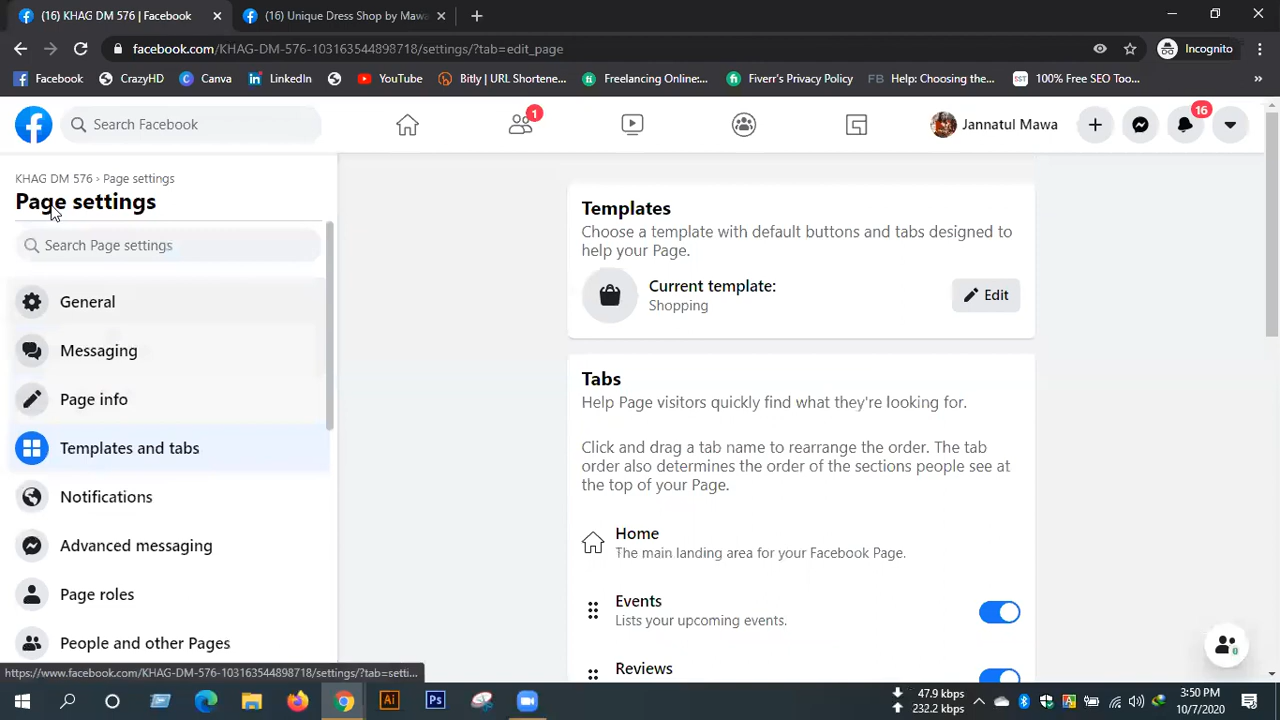 (16) KHAG DM 576 | Facebook
(16) Unique Dress Shop by Mawa
facebook.com/KHAG-DM-576-103163544898718/settings/?tab=edit_page
Incognito
Facebook
CrazyHD
Canva
LinkedIn
YouTube
Bitly | URL Shortene...
Freelancing Online:...
Fiverr's Privacy Policy
FB Help: Choosing the...
SST 100% Free SEO Too...
»
Search Facebook
1
Jannatul Mawa
16
KHAG DM 576 › Page settings
Page settings
Search Page settings
General
Messaging
Page info
Templates and tabs
Notifications
Advanced messaging
Page roles
People and other Pages
Templates
Choose a template with default buttons and tabs designed to
help your Page.
Current template:
Shopping
Edit
Tabs
Help Page visitors quickly find what they're looking for.
Click and drag a tab name to rearrange the order. The tab
order also determines the order of the sections people see at
the top of your Page.
Home
The main landing area for your Facebook Page.
Events
Lists your upcoming events.
Reviews
0
https://www.facebook.com/KHAG-DM-576-103163544898718/settings/?tab=setti...
Ai
Ps
47.9 kbps
232.2 kbps
3:50 PM
10/7/2020